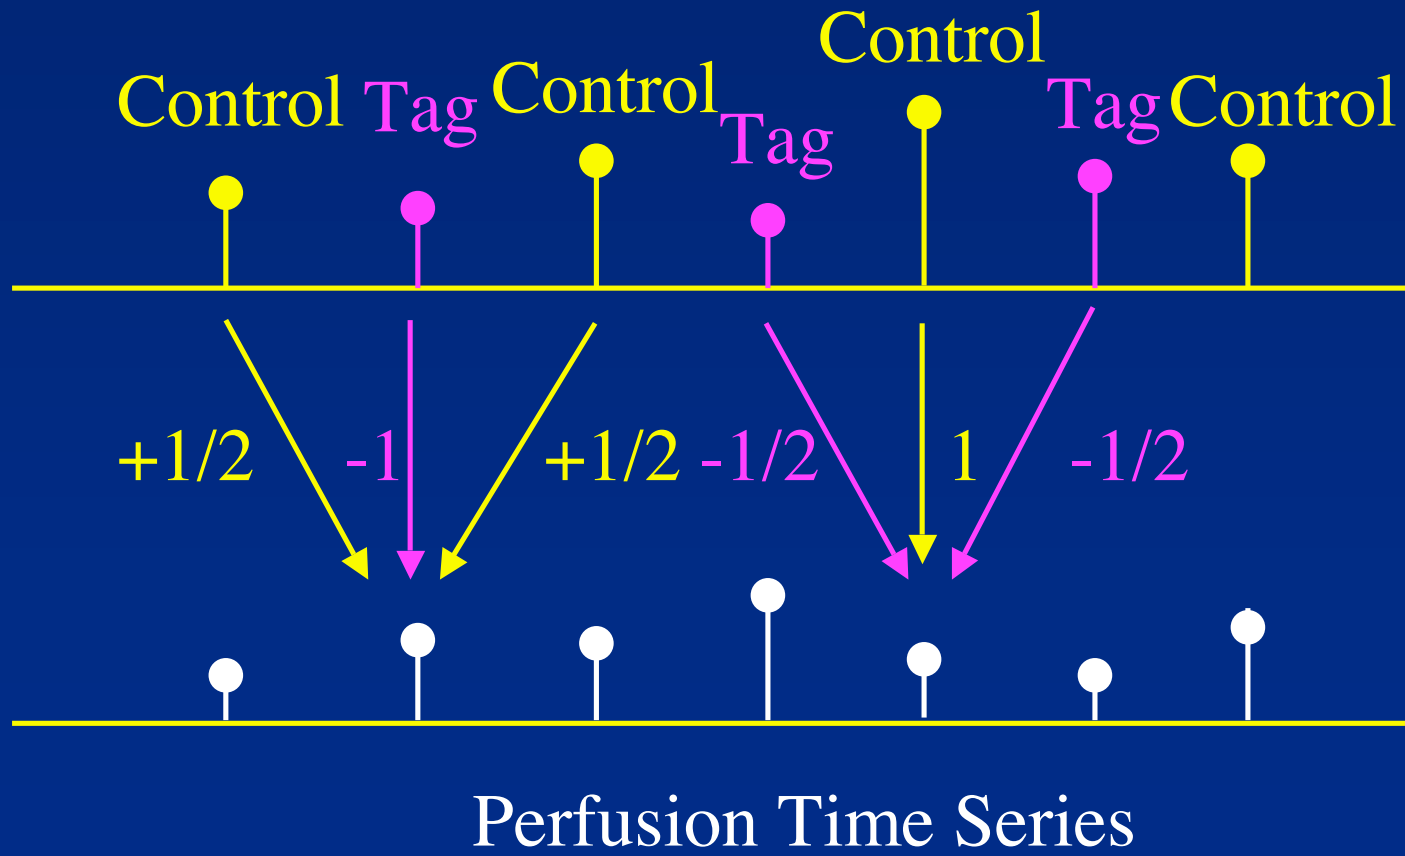 Control Tag Control Tag Control Tag Control
+1/2 -1 +1/2 -1/2 1 -1/2
Perfusion Time Series